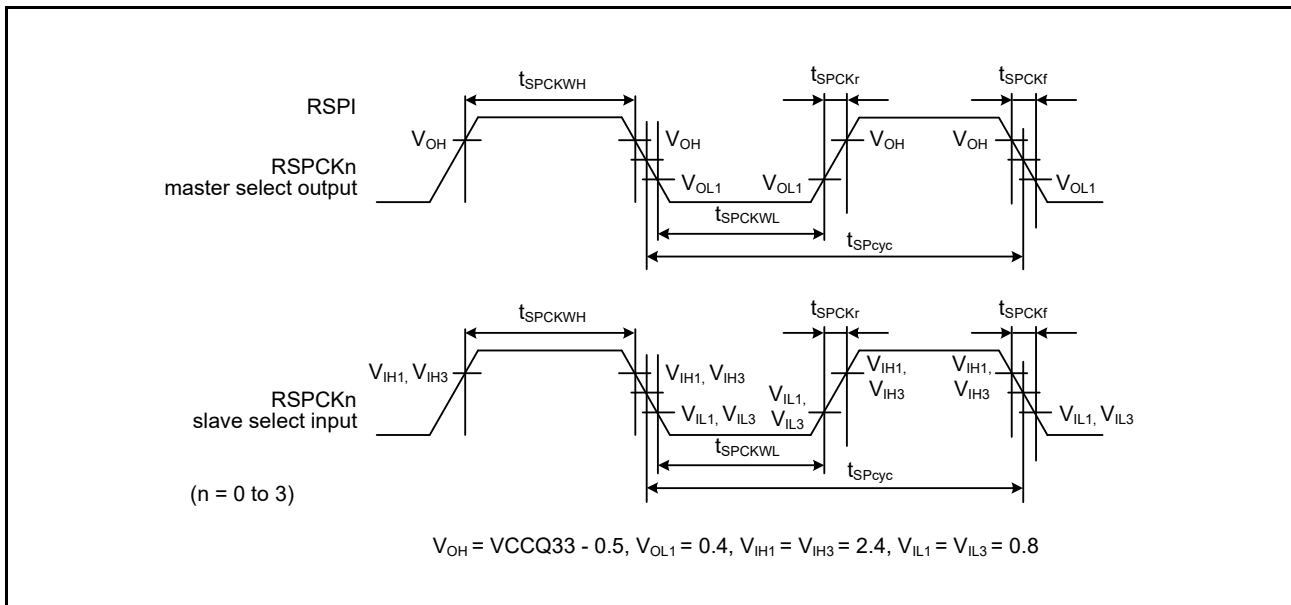 tSPCKWH
tSPCKr
tSPCKf
RSPI
VOH
VOH
VOH
VOH
RSPCKn
master select output
VOL1
VOL1
VOL1
tSPCKWL
tSPcyc
tSPCKWH
tSPCKr
tSPCKf
VIH1, VIH3
VIH1, VIH3
VIH1,
VIH3
VIH1,
VIH3
RSPCKn
slave select input
VIL1, VIL3
VIL1,
VIL3
VIL1, VIL3
tSPCKWL
tSPcyc
(n = 0 to 3)
VOH = VCCQ33 - 0.5, VOL1 = 0.4, VIH1 = VIH3 = 2.4, VIL1 = VIL3 = 0.8